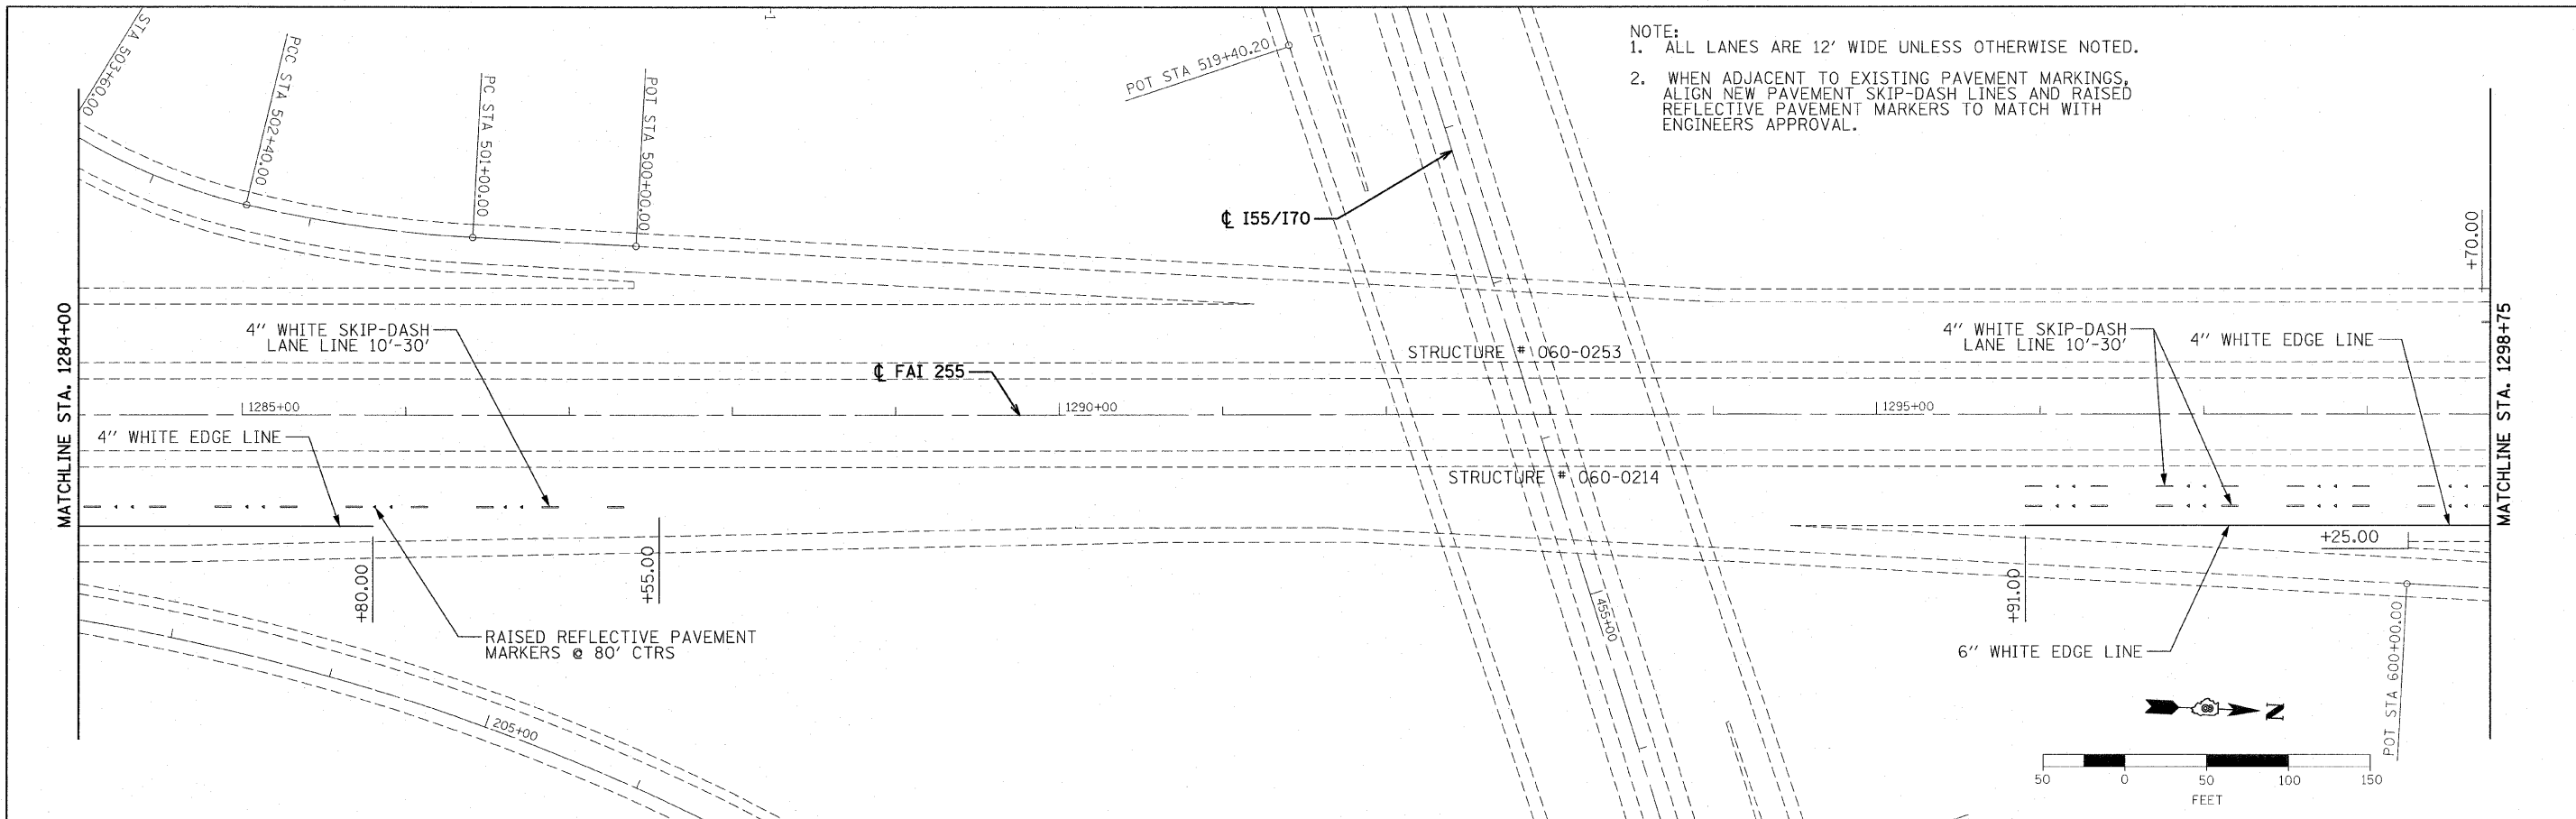 STA 503+60.00
PCC STA 502+40.00
PC STA 501+00.00
POT STA 500+00.00
POT STA 519+40.20
NOTE:
1. ALL LANES ARE 12' WIDE UNLESS OTHERWISE NOTED.
2. WHEN ADJACENT TO EXISTING PAVEMENT MARKINGS,
ALIGN NEW PAVEMENT SKIP-DASH LINES AND RAISED
REFLECTIVE PAVEMENT MARKERS TO MATCH WITH
ENGINEERS APPROVAL.
℄ I55/I70
+70.00
MATCHLINE STA. 1284+00
4'' WHITE SKIP-DASH
LANE LINE 10'-30'
℄ FAI 255
STRUCTURE # 060-0253
4'' WHITE SKIP-DASH
LANE LINE 10'-30'
4'' WHITE EDGE LINE
MATCHLINE STA. 1298+75
1285+00
1290+00
1295+00
4'' WHITE EDGE LINE
STRUCTURE # 060-0214
+80.00
+55.00
+91.00
+25.00
455+00
RAISED REFLECTIVE PAVEMENT
MARKERS @ 80' CTRS
6'' WHITE EDGE LINE
POT STA 600+00.00
205+00
N
50 0 50 100 150
FEET